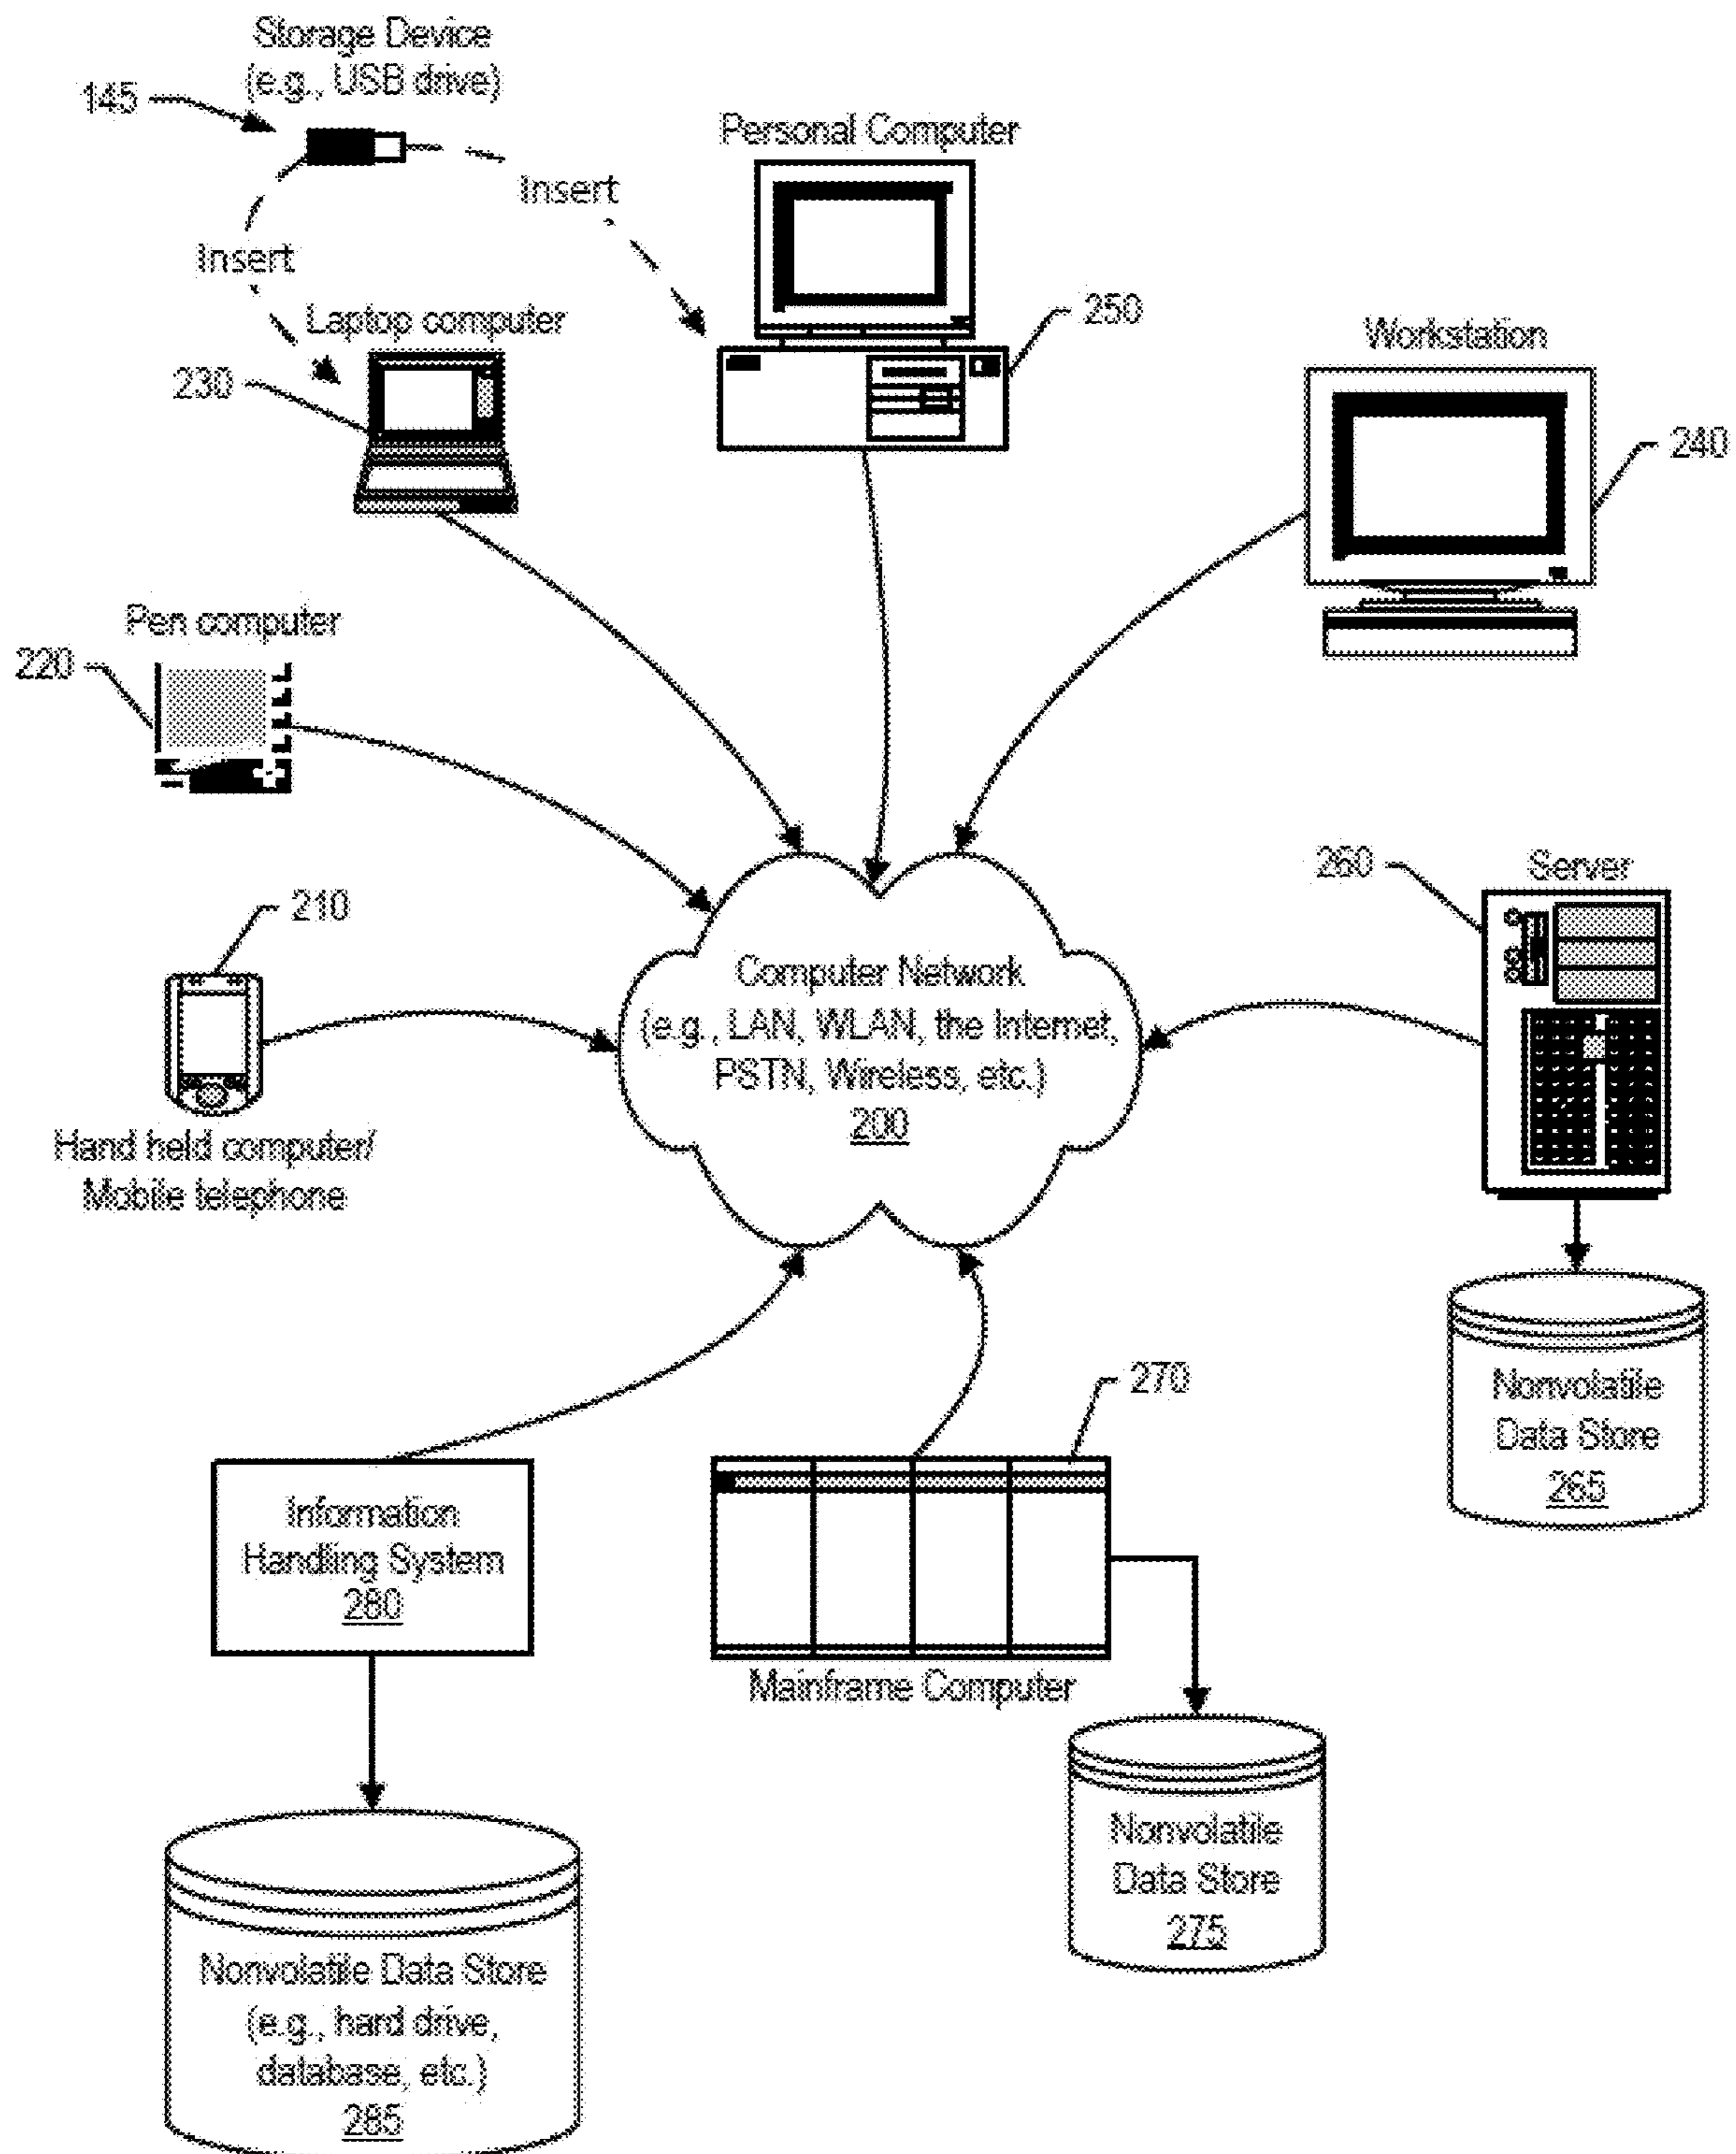 Storage Device
(e.g., USB drive)
145
Personal Computer
Insert
Insert
Laptop computer
250
Workstation
230
240
Pen computer
220
260
Server
210
Computer Network
(e.g., LAN, WLAN, the Internet,
PSTN, Wireless, etc.)
200
Hand held computer/
Mobile telephone
270
Nonvolatile
Data Store
265
Information
Handling System
280
Mainframe Computer
Nonvolatile
Data Store
275
Nonvolatile Data Store
(e.g., hard drive,
database, etc.)
285